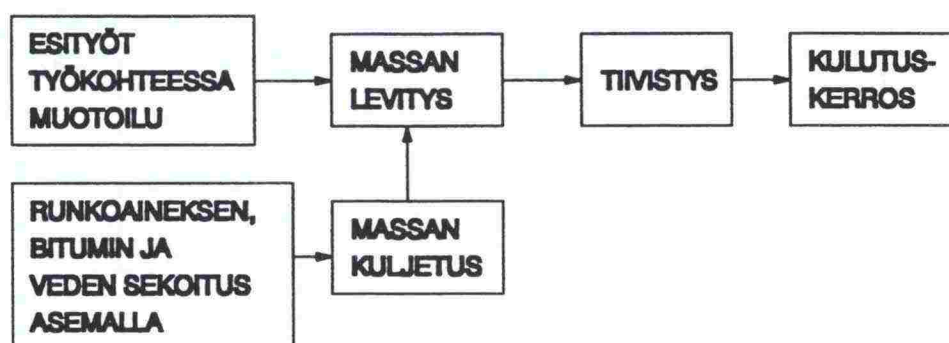 ESITYÖT
TYÖKOHTEESSA
MUOTOILU
MASSAN
LEVITYS
TIIVISTYS
KULUTUS-
KERROS
RUNKOAINEKSEN,
BITUMIN JA
VEDEN SEKOITUS
ASEMALLA
MASSAN
KULJETUS